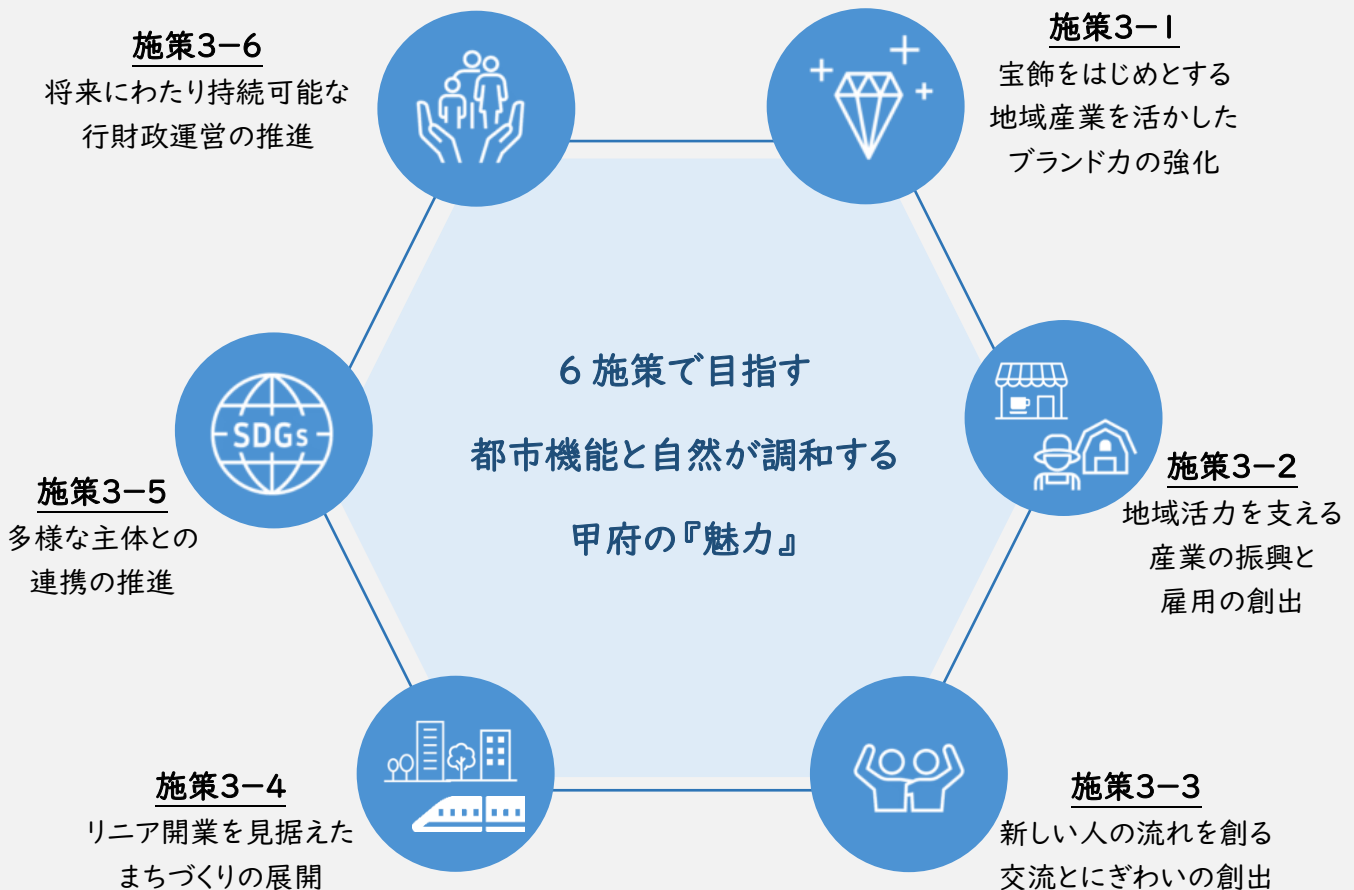 施策3-6
将来にわたり持続可能な
行財政運営の推進
施策3-1
宝飾をはじめとする
地域産業を活かした
ブランド力の強化
6 施策で目指す
都市機能と自然が調和する
甲府の『魅力』
SDGs
施策3-5
多様な主体との
連携の推進
施策3-2
地域活力を支える
産業の振興と
雇用の創出
施策3-4
リニア開業を見据えた
まちづくりの展開
施策3-3
新しい人の流れを創る
交流とにぎわいの創出